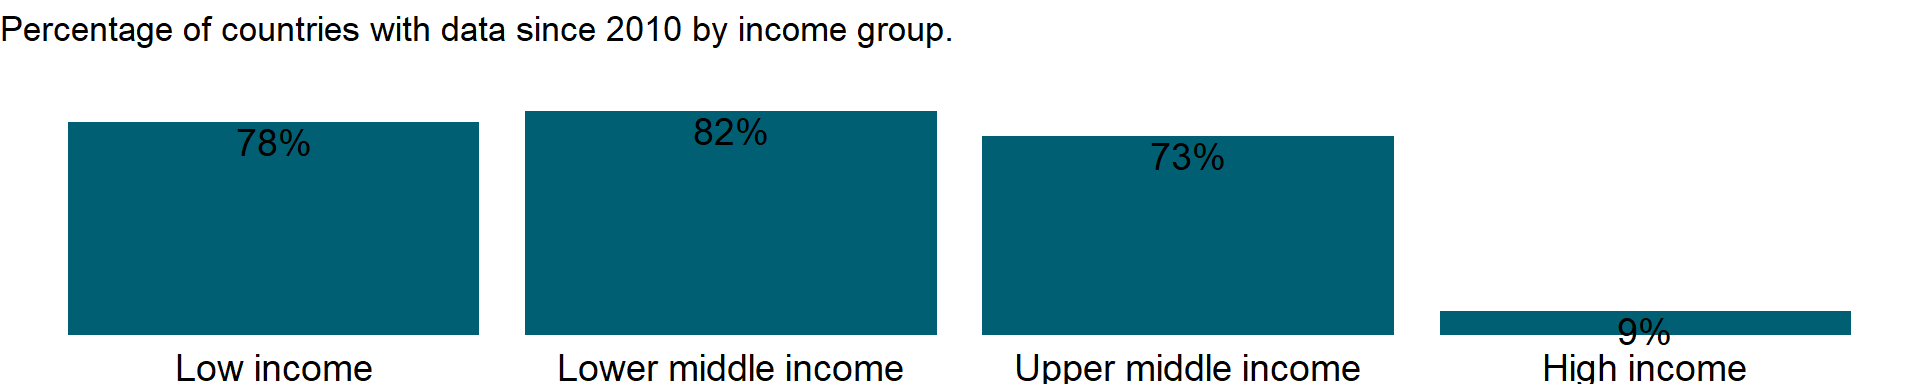 Percentage of countries with data since 2010 by income group.
78%
82%
73%
9%
Low income
Lower middle income
Upper middle income
High income